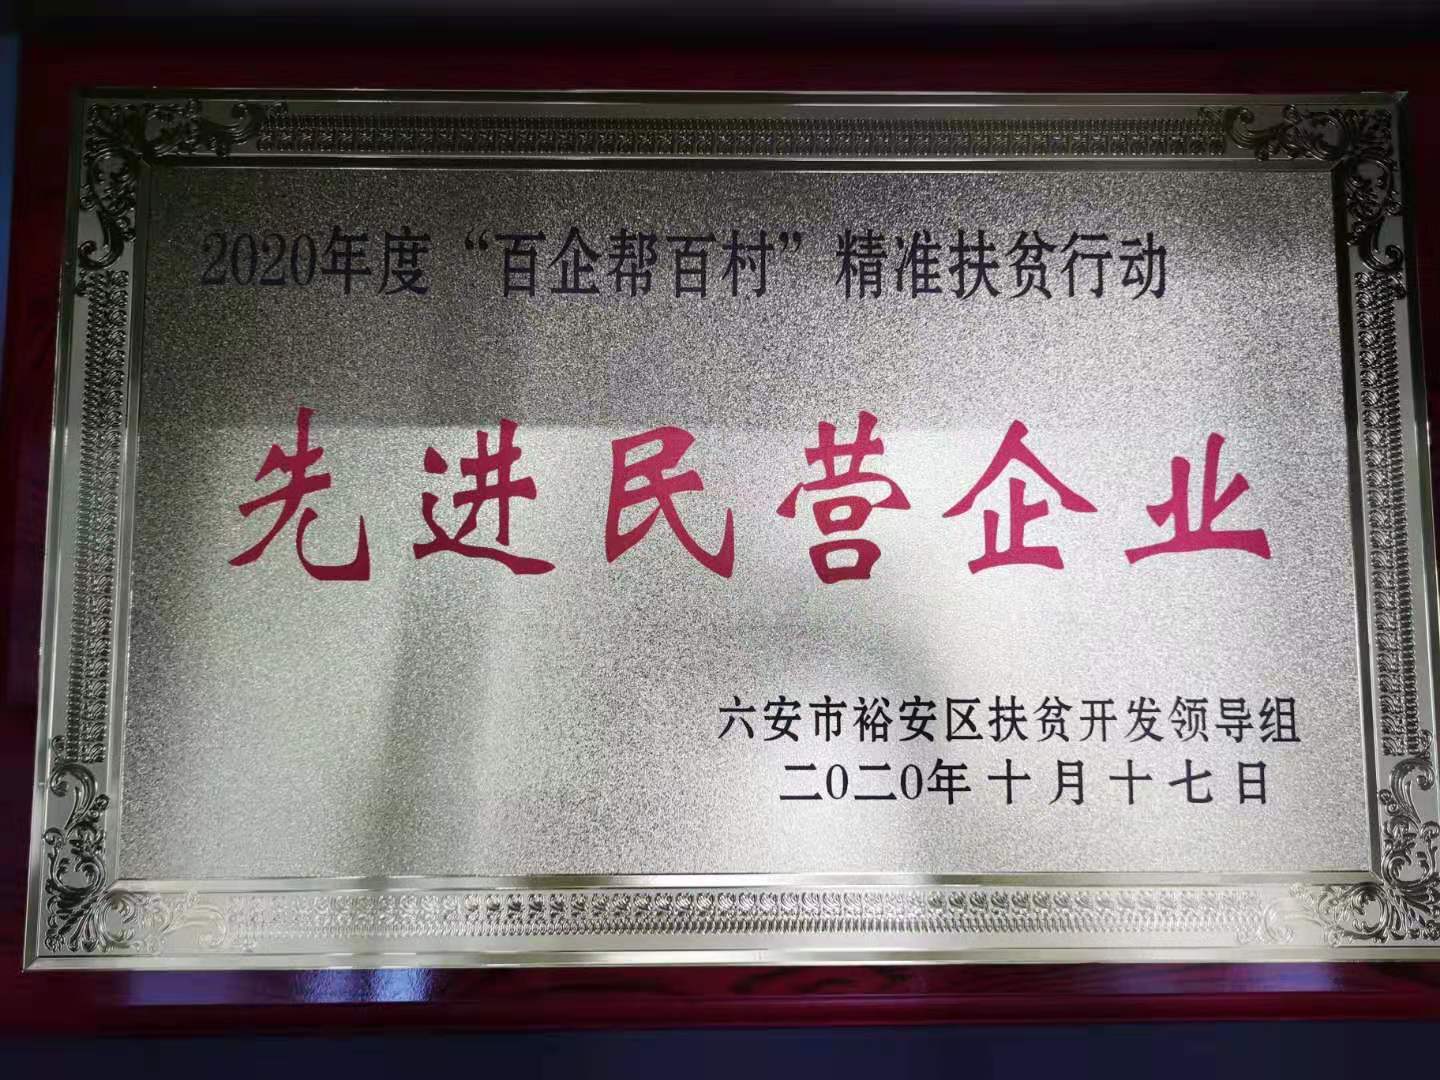 2020年度“百企帮百村”精准扶贫行动
先进民营企业
六安市裕安区扶贫开发领导组
二〇二〇年十月十七日